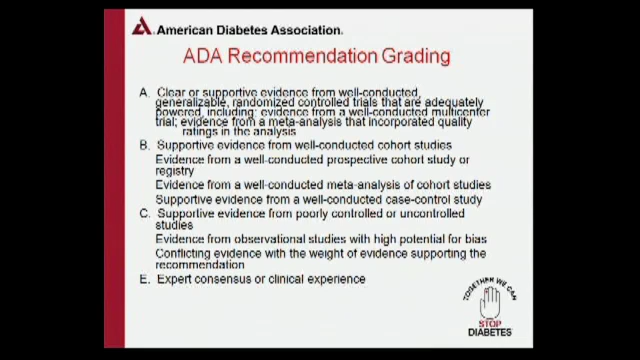 American Diabetes Association.
ADA Recommendation Grading
A. Clear or supportive evidence from well-conducted,
generalizable, randomized controlled trials that are adequately
powered, including: evidence from a well-conducted multicenter
trial; evidence from a meta-analysis that incorporated quality
ratings in the analysis
B. Supportive evidence from well-conducted cohort studies
Evidence from a well-conducted prospective cohort study or
registry
Evidence from a well-conducted meta-analysis of cohort studies
Supportive evidence from a well-conducted case-control study
C. Supportive evidence from poorly controlled or uncontrolled
studies
Evidence from observational studies with high potential for bias
Conflicting evidence with the weight of evidence supporting the
recommendation
E. Expert consensus or clinical experience
TOGETHER WE CAN
STOP
DIABETES